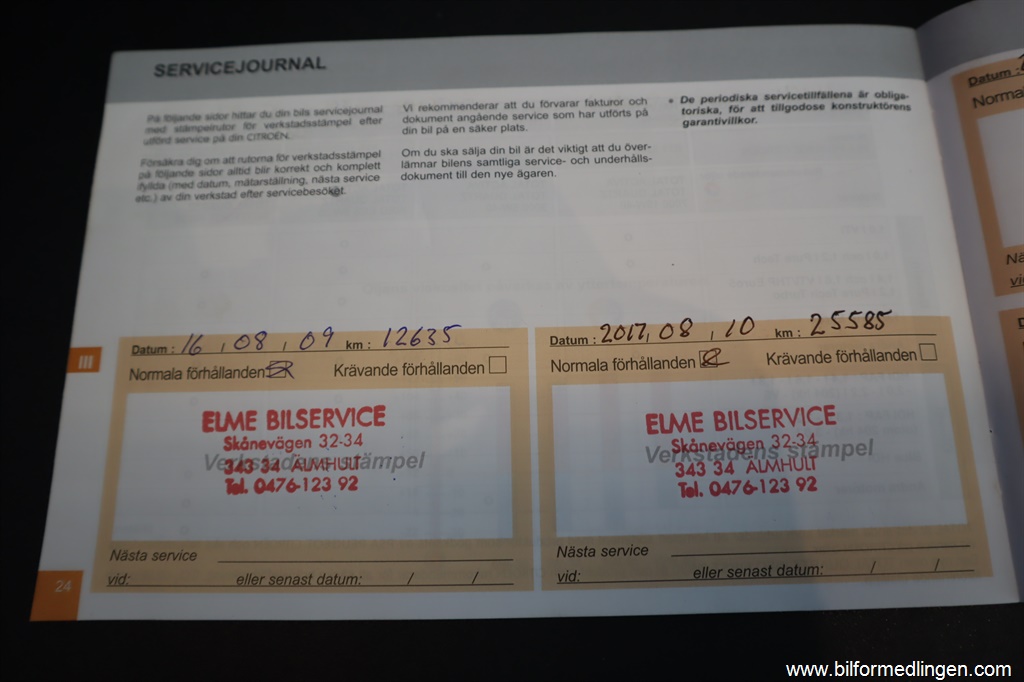 SERVICEJOURNAL
På följande sidor hittar du din bils servicejournal
med stämpelrutor för verkstadsstämpel efter
utförd service på din CITROËN.
Försäkra dig om att rutorna för verkstadsstämpel
på följande sidor alltid blir korrekt och komplett
ifyllda (med datum, mätarställning, nästa service
etc.) av din verkstad efter servicebesöket.
Vi rekommenderar att du förvarar fakturor och
dokument angående service som har utförts på
din bil på en säker plats.
Om du ska sälja din bil är det viktigt att du över-
lämnar bilens samtliga service- och underhålls-
dokument till den nye ägaren.
• De periodiska servicetillfällena är obliga-
toriska, för att tillgodose konstruktörens
garantivillkor.
Datum : 16 , 08 , 09 km : 12635
Normala förhållanden Krävande förhållanden
ELME BILSERVICE
Skånevägen 32-34
Verkstadens stämpel
343 34 ÄLMHULT
Tel. 0476-123 92
Nästa service
vid: eller senast datum: / /
Datum : 2017, 08 , 10 km : 25585
Normala förhållanden Krävande förhållanden
ELME BILSERVICE
Skånevägen 32-34
Verkstadens stämpel
343 34 ÄLMHULT
Tel. 0476-123 92
Nästa service
vid: eller senast datum: / /
III
24
Datum :
vid:
www.bilformedlingen.com